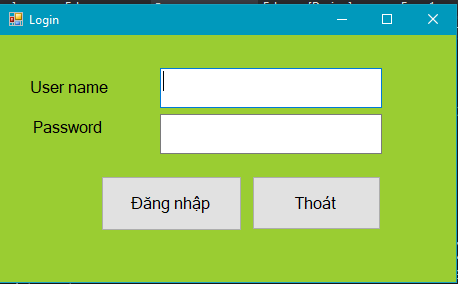 Login
User name
Password
Đăng nhập
Thoát